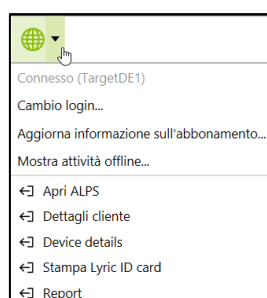 Connesso (TargetDE1)
Cambio login...
Aggiorna informazione sull'abbonamento...
Mostra attività offline...
Apri ALPS
Dettagli cliente
Device details
Stampa Lyric ID card
Report